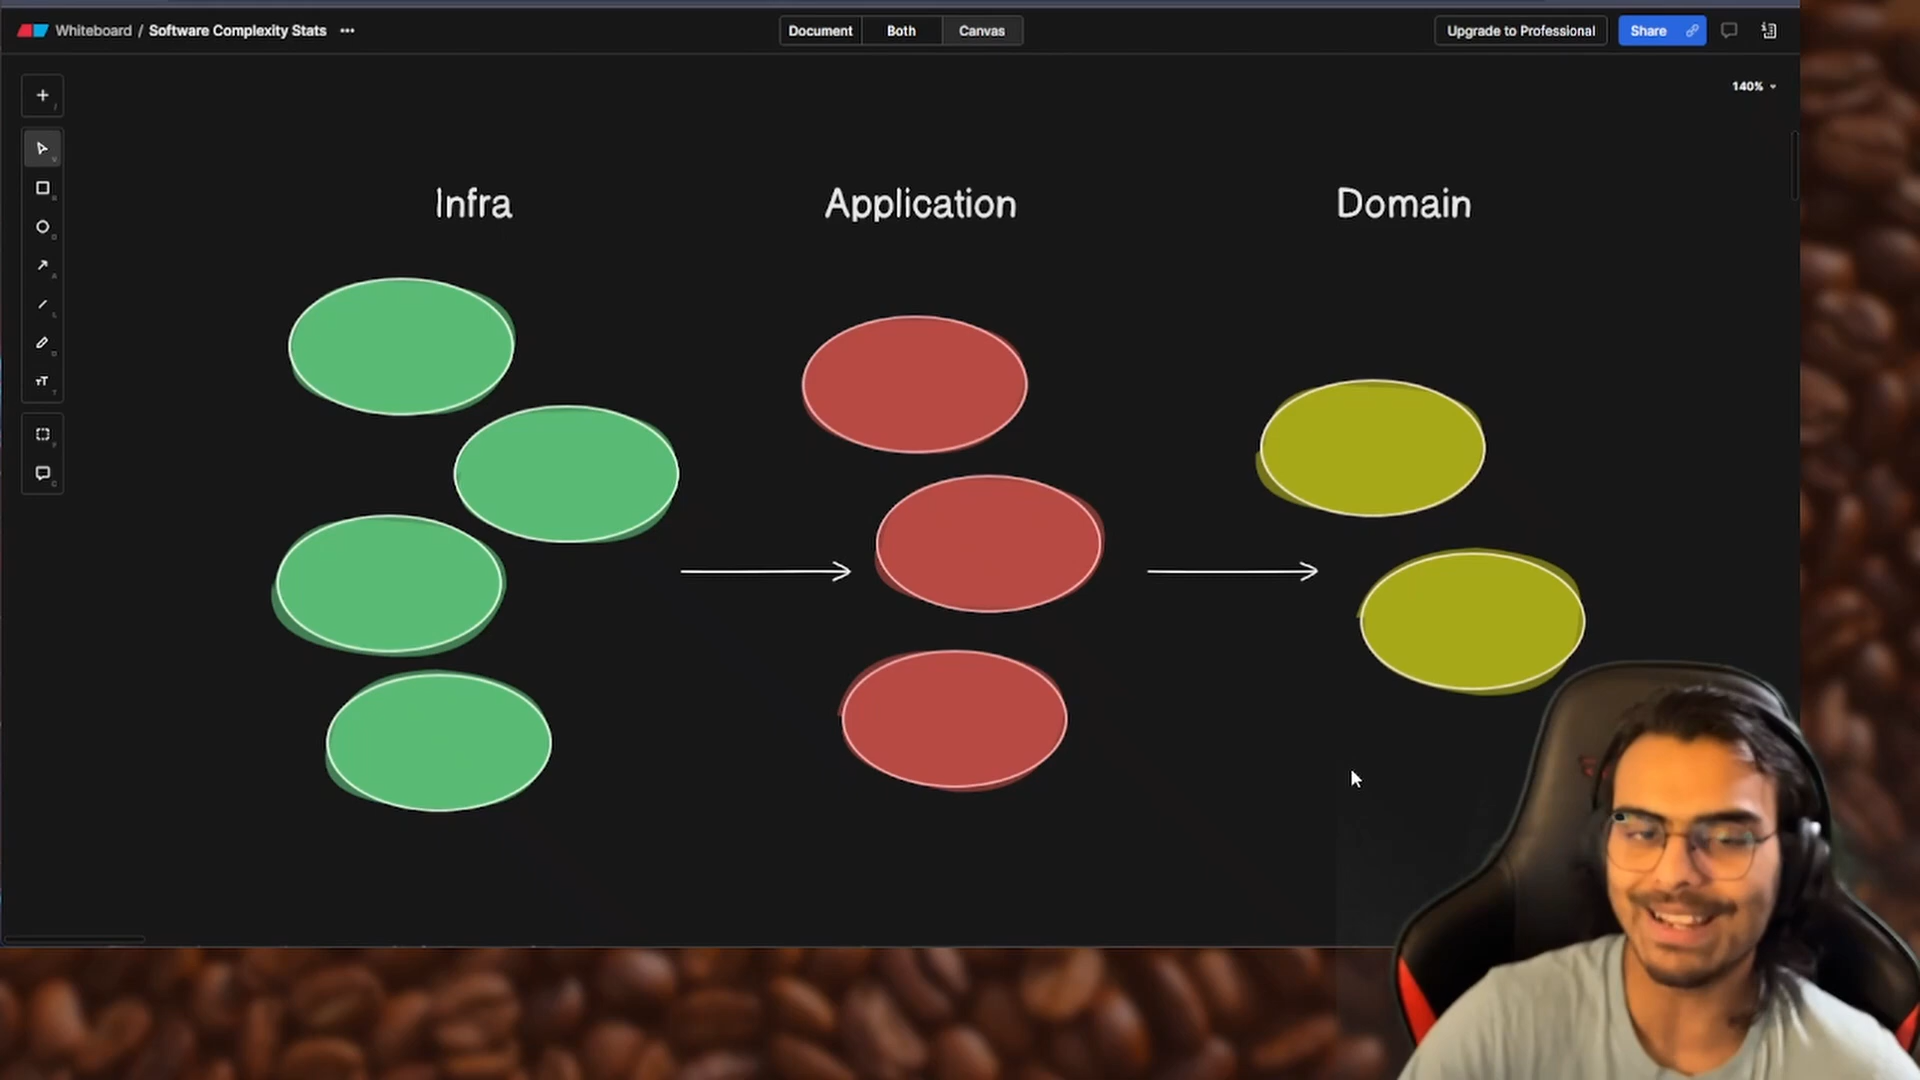 Whiteboard / Software Complexity Stats ...
Document Both Canvas
Upgrade to Professional Share
140%
Infra Application Domain